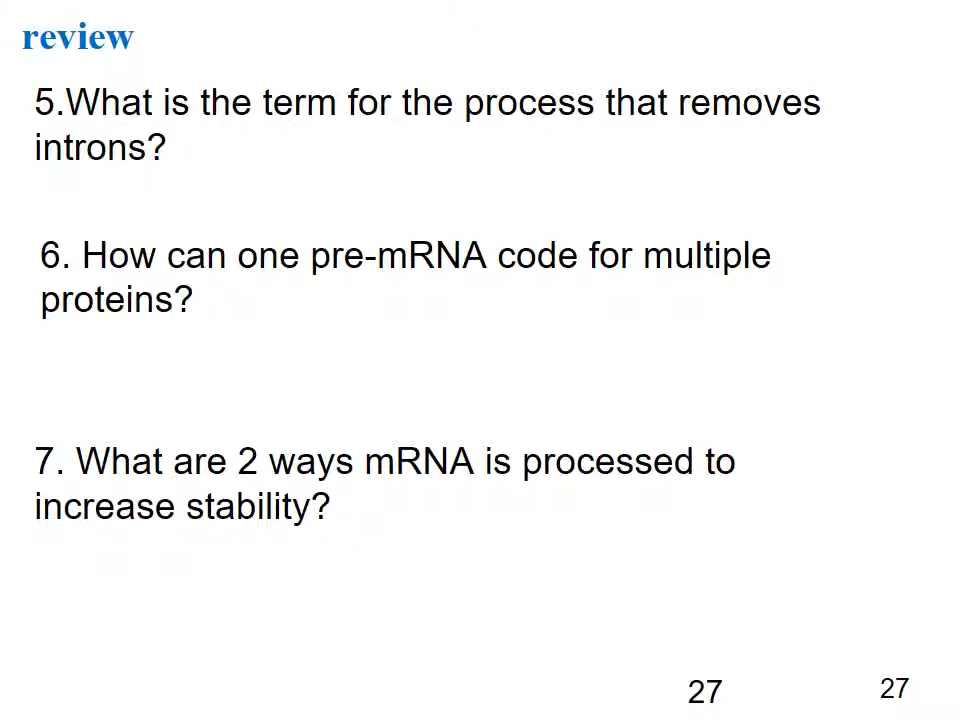 review
5.What is the term for the process that removes
introns?
6. How can one pre-mRNA code for multiple
proteins?
7. What are 2 ways mRNA is processed to
increase stability?
27
27